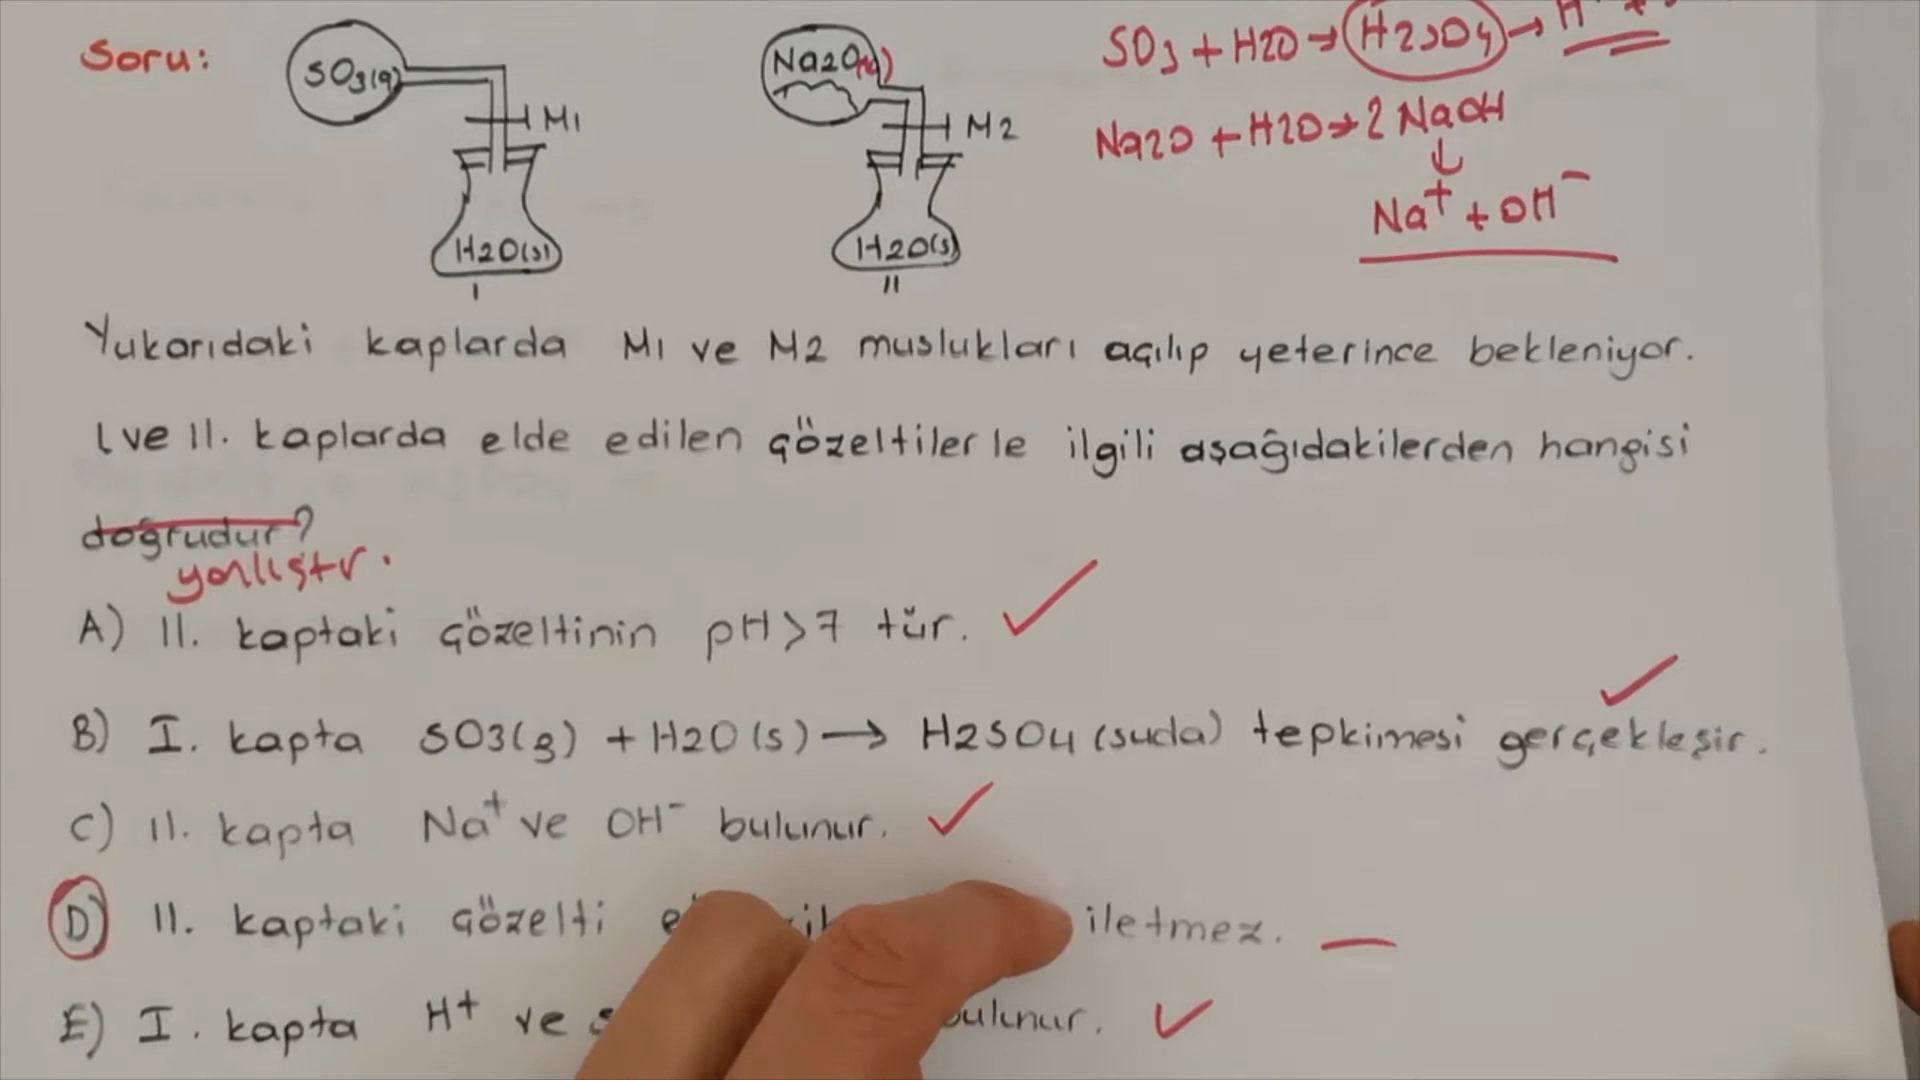 Soru:
SO3(g)
M1
H2O(s)
I
Na2O(k)
M2
H2O(s)
II
SO3 + H2O → H2SO4 → H+ +
Na2O + H2O → 2 NaOH
↓
Na+ + OH-
Yukarıdaki kaplarda M1 ve M2 muslukları açılıp yeterince bekleniyor.
I ve II. kaplarda elde edilen çözeltilerle ilgili aşağıdakilerden hangisi
doğrudur?
yanlıştır.
A) II. kaptaki çözeltinin pH>7 tür.
B) I. kapta SO3(g) + H2O(s) → H2SO4 (suda) tepkimesi gerçekleşir.
C) II. kapta Na+ ve OH- bulunur.
D) II. kaptaki çözelti iletmez.
E) I. kapta H+ ve bulunur.